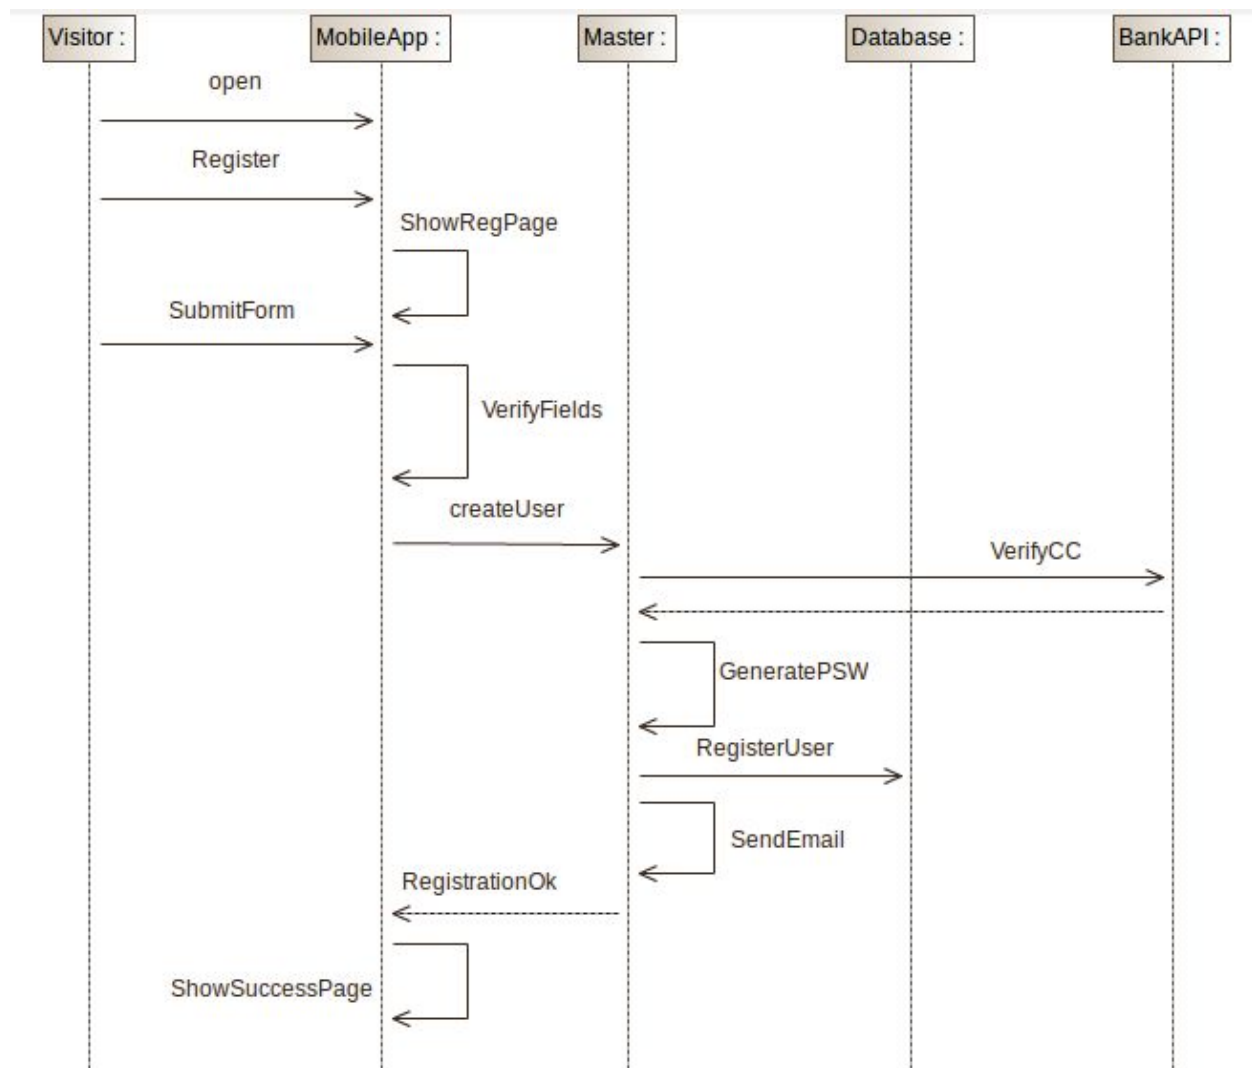 Visitor :
MobileApp :
Master :
Database :
BankAPI :
open
Register
ShowRegPage
SubmitForm
VerifyFields
createUser
VerifyCC
GeneratePSW
RegisterUser
SendEmail
RegistrationOk
ShowSuccessPage